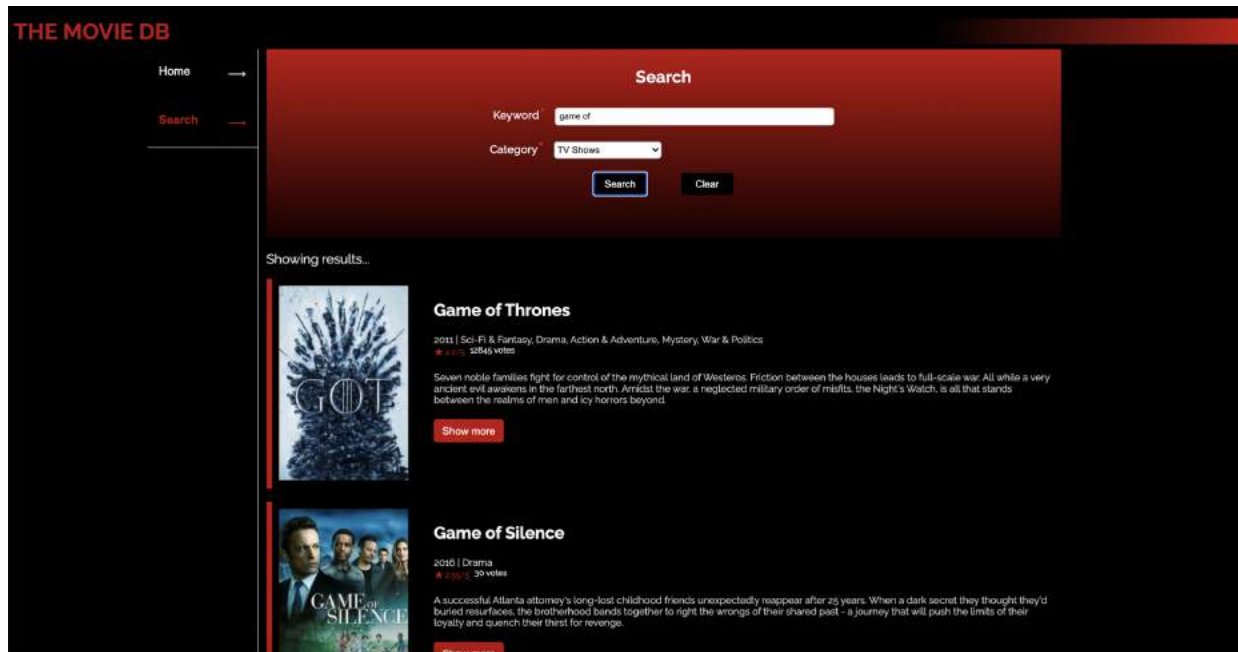 THE MOVIE DB
Home
Search
Search
Keyword *
game of
Category *
TV Shows
Search
Clear
Showing results...
GOT
Game of Thrones
2011 | Sci-Fi & Fantasy, Drama, Action & Adventure, Mystery, War & Politics
12845 votes
Seven noble families fight for control of the mythical land of Westeros. Friction between the houses leads to full-scale war. All while a very
ancient evil awakens in the farthest north. Amidst the war, a neglected military order of misfits, the Night's Watch, is all that stands
between the realms of men and icy horrors beyond.
Show more
GAME OF
SILENCE
Game of Silence
2016 | Drama
30 votes
A successful Atlanta attorney's long-lost childhood friends unexpectedly reappear after 25 years. When a dark secret they thought they'd
buried resurfaces, the brotherhood bands together to right the wrongs of their shared past - a journey that will push the limits of their
loyalty and quench their thirst for revenge.
Show more